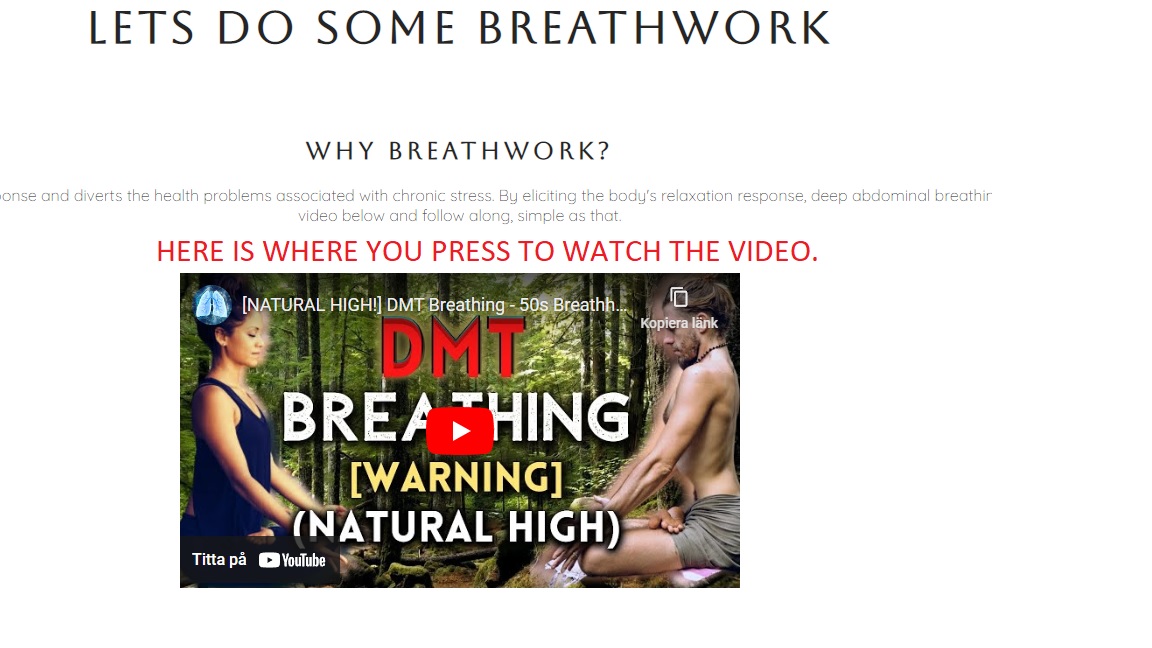 LETS DO SOME BREATHWORK
WHY BREATHWORK?
onse and diverts the health problems associated with chronic stress. By eliciting the body's relaxation response, deep abdominal breathin
video below and follow along, simple as that.
HERE IS WHERE YOU PRESS TO WATCH THE VIDEO.
[NATURAL HIGH!] DMT Breathing - 50s Breathh...
Kopiera länk
DMT
BREATHING
[WARNING]
(NATURAL HIGH)
Titta på YouTube